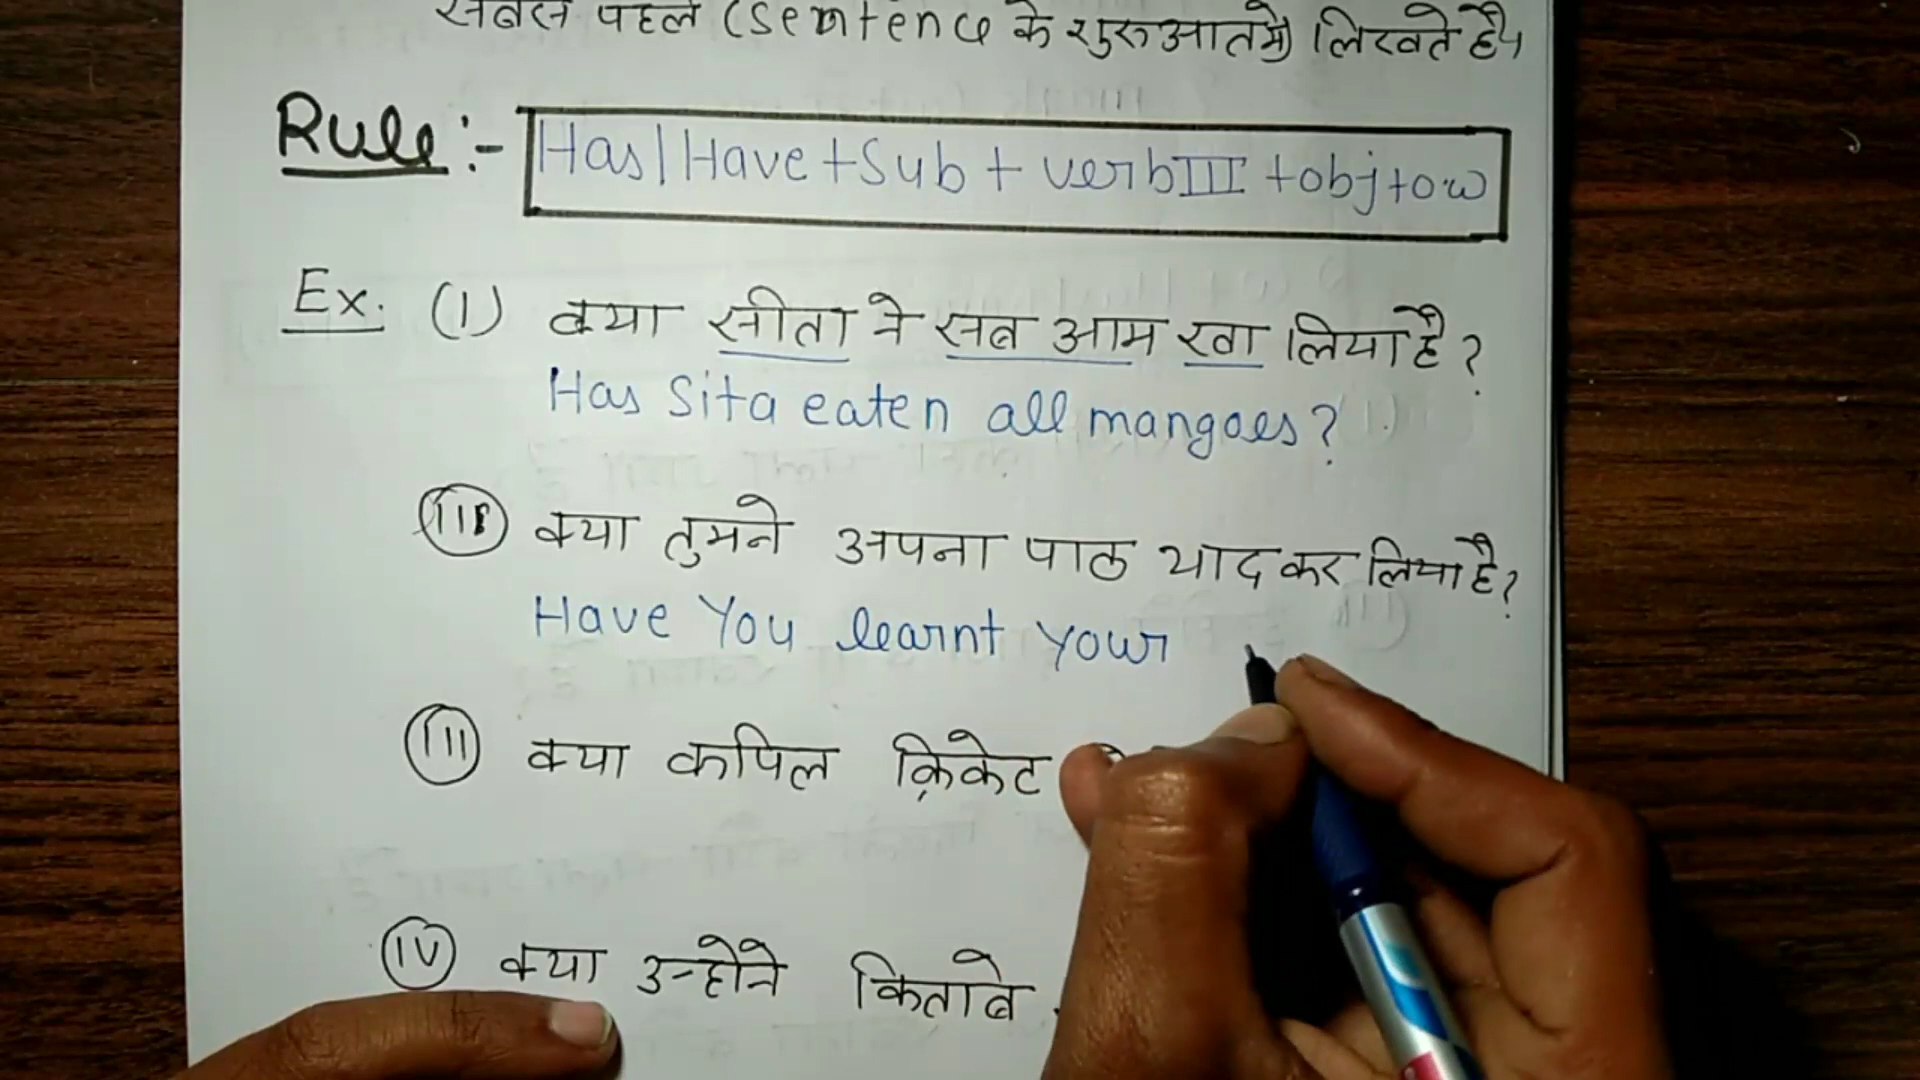 सबसे पहले (Sentence के शुरुआत में) लिखते हैं।
Rule:- Has/Have+Sub+verbIII+obj+ow
Ex. (I) क्या सीता ने सब आम खा लिया है?
Has Sita eaten all mangoes?
क्या तुमने अपना पाठ याद कर लिया है?
Have You learnt your
(III) क्या कपिल क्रिकेट
(IV) क्या उन्होंने किताबे